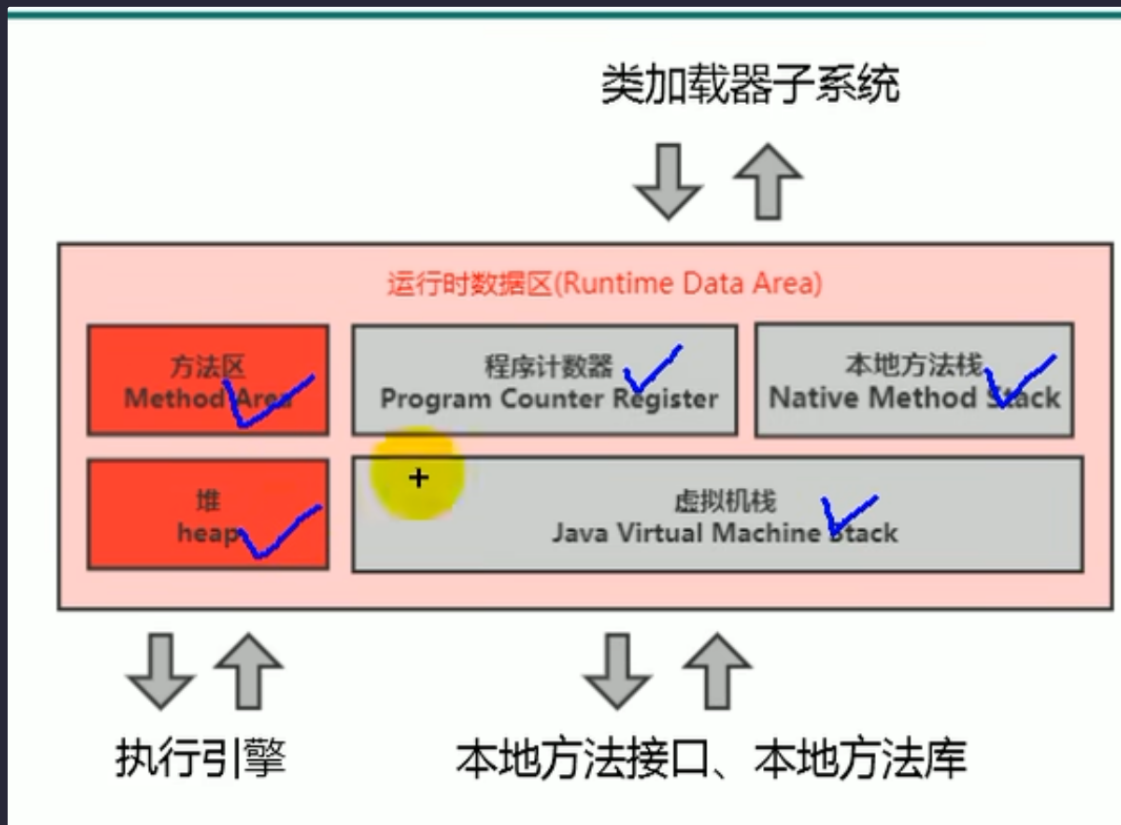 类加载器子系统
运行时数据区(Runtime Data Area)
方法区
Method Area
程序计数器
Program Counter Register
本地方法栈
Native Method Stack
堆
heap
虚拟机栈
Java Virtual Machine Stack
执行引擎
本地方法接口、本地方法库